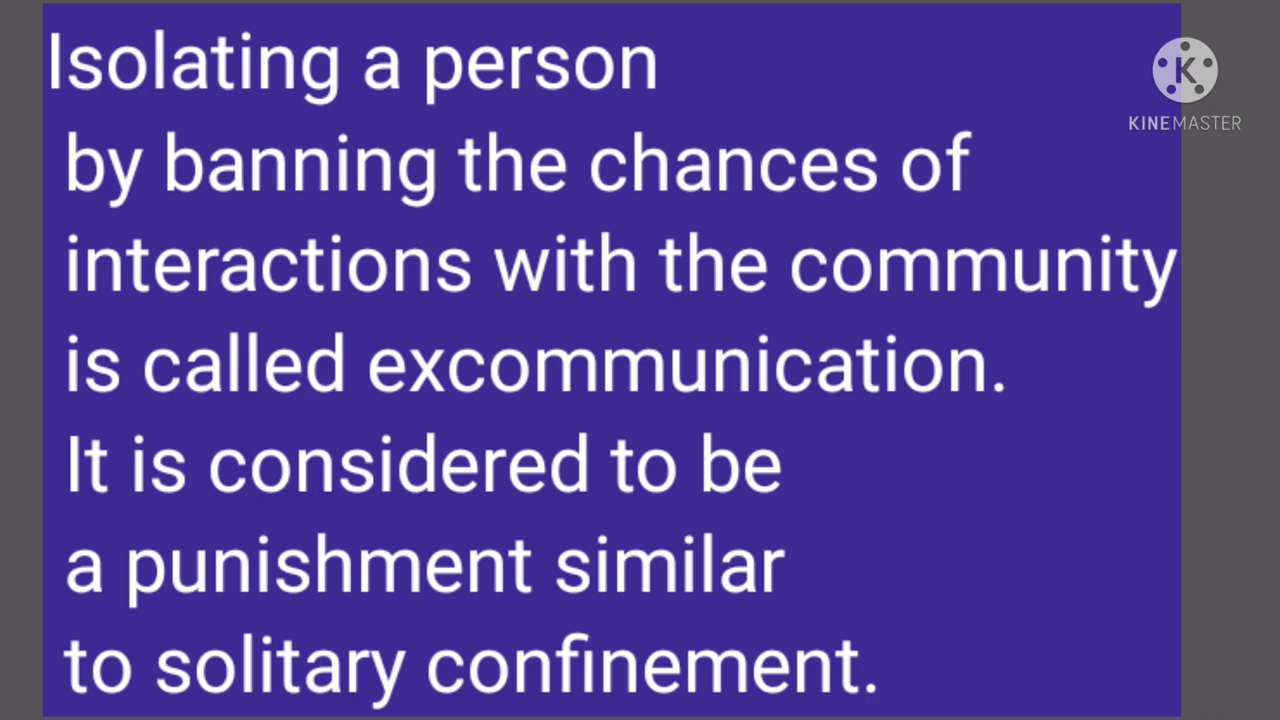 Isolating a person
by banning the chances of
interactions with the community
is called excommunication.
It is considered to be
a punishment similar
to solitary confinement.
K
KINEMASTER